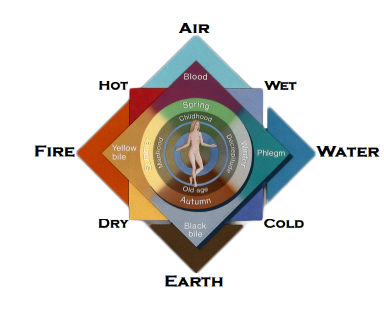 AIR
HOT
WET
Blood
Spring
Childhood
FIRE
Yellow
bile
Manhood
Decrepitude
Winter
Phlegm
WATER
Old age
Autumn
DRY
COLD
Black
bile
EARTH